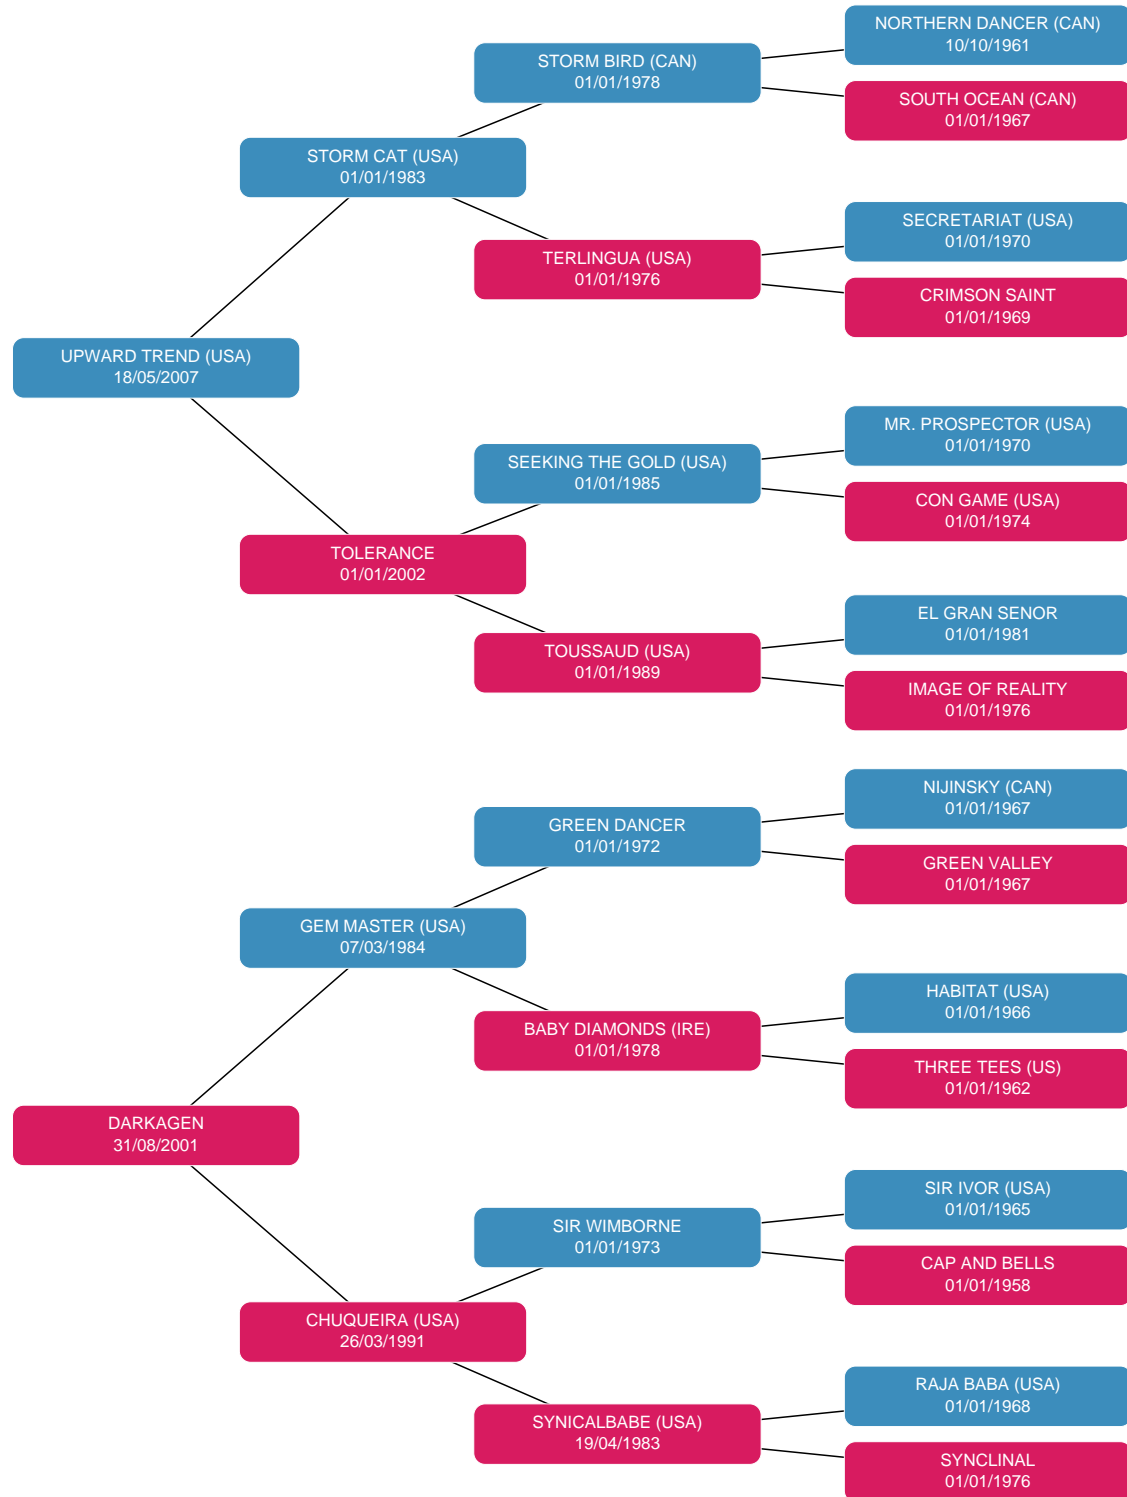 NORTHERN DANCER (CAN)
10/10/1961
STORM BIRD (CAN)
01/01/1978
SOUTH OCEAN (CAN)
01/01/1967
STORM CAT (USA)
01/01/1983
SECRETARIAT (USA)
01/01/1970
TERLINGUA (USA)
01/01/1976
CRIMSON SAINT
01/01/1969
UPWARD TREND (USA)
18/05/2007
MR. PROSPECTOR (USA)
01/01/1970
SEEKING THE GOLD (USA)
01/01/1985
CON GAME (USA)
01/01/1974
TOLERANCE
01/01/2002
EL GRAN SENOR
01/01/1981
TOUSSAUD (USA)
01/01/1989
IMAGE OF REALITY
01/01/1976
NIJINSKY (CAN)
01/01/1967
GREEN DANCER
01/01/1972
GREEN VALLEY
01/01/1967
GEM MASTER (USA)
07/03/1984
HABITAT (USA)
01/01/1966
BABY DIAMONDS (IRE)
01/01/1978
THREE TEES (US)
01/01/1962
DARKAGEN
31/08/2001
SIR IVOR (USA)
01/01/1965
SIR WIMBORNE
01/01/1973
CAP AND BELLS
01/01/1958
CHUQUEIRA (USA)
26/03/1991
RAJA BABA (USA)
01/01/1968
SYNICALBABE (USA)
19/04/1983
SYNCLINAL
01/01/1976